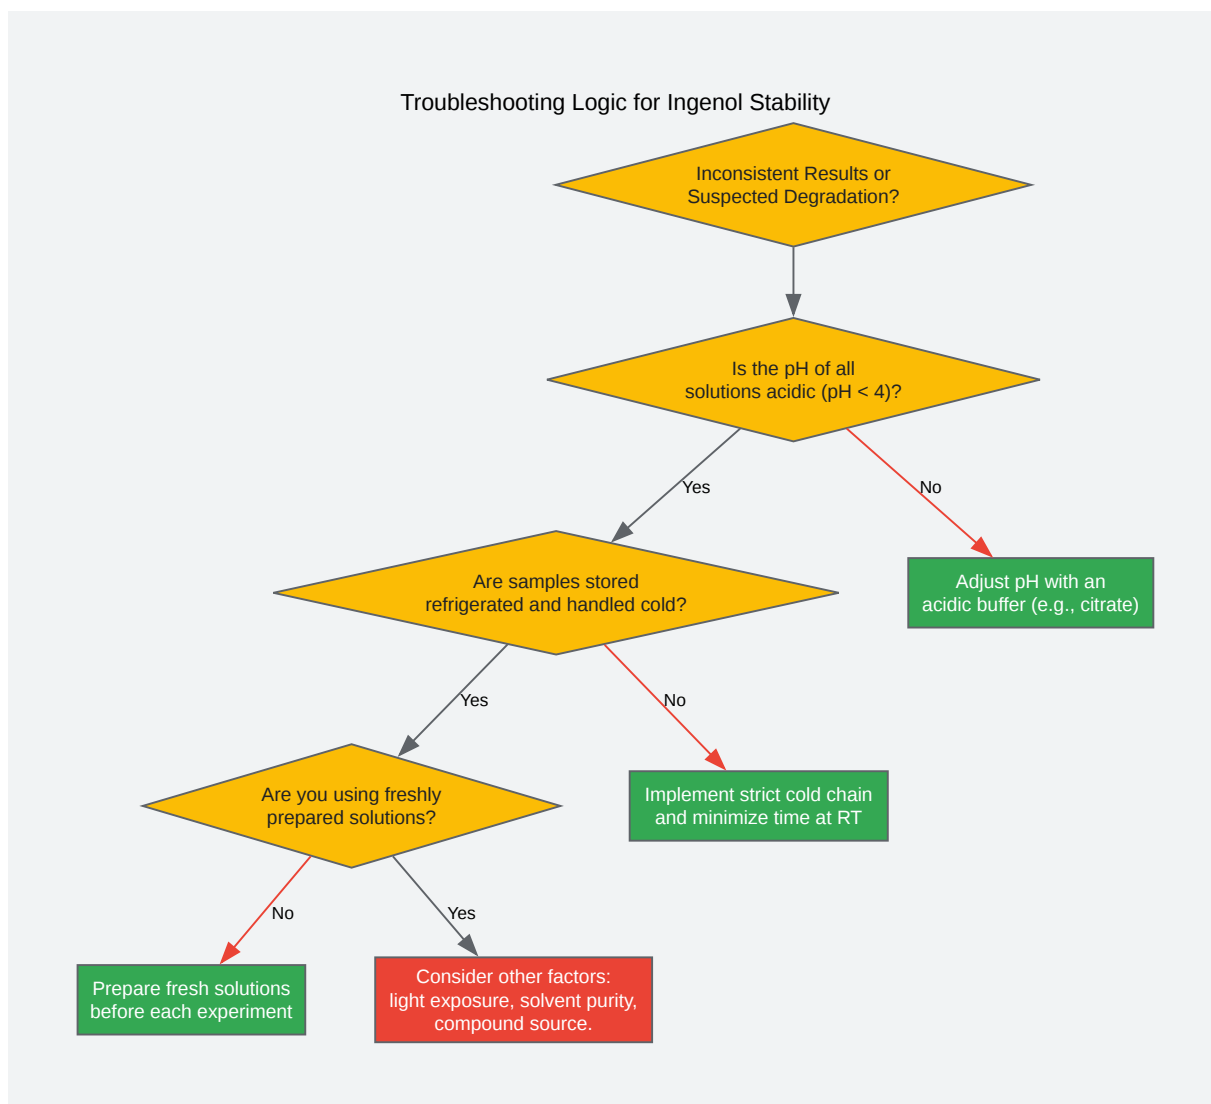 Troubleshooting Logic for Ingenol Stability
Inconsistent Results or
Suspected Degradation?
Is the pH of all
solutions acidic (pH < 4)?
Yes
No
Are samples stored
refrigerated and handled cold?
Adjust pH with an
acidic buffer (e.g., citrate)
Yes
No
Are you using freshly
prepared solutions?
Implement strict cold chain
and minimize time at RT
No
Yes
Prepare fresh solutions
before each experiment
Consider other factors:
light exposure, solvent purity,
compound source.